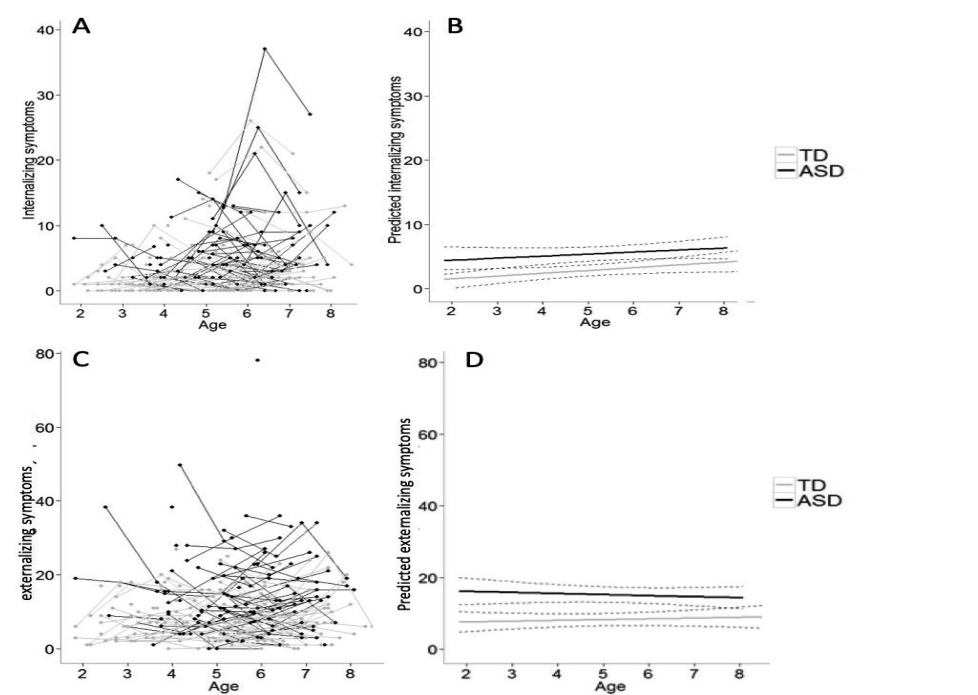 A
B
40
30
20
10
0
Internalizing symptoms
2 3 4 5 6 7 8
Age
40
30
20
10
0
Predicted internalizing symptoms
2 3 4 5 6 7 8
Age
TD
ASD
C
D
80
60
40
20
0
externalizing symptoms
2 3 4 5 6 7 8
Age
80
60
40
20
0
Predicted externalizing symptoms
2 3 4 5 6 7 8
Age
TD
ASD